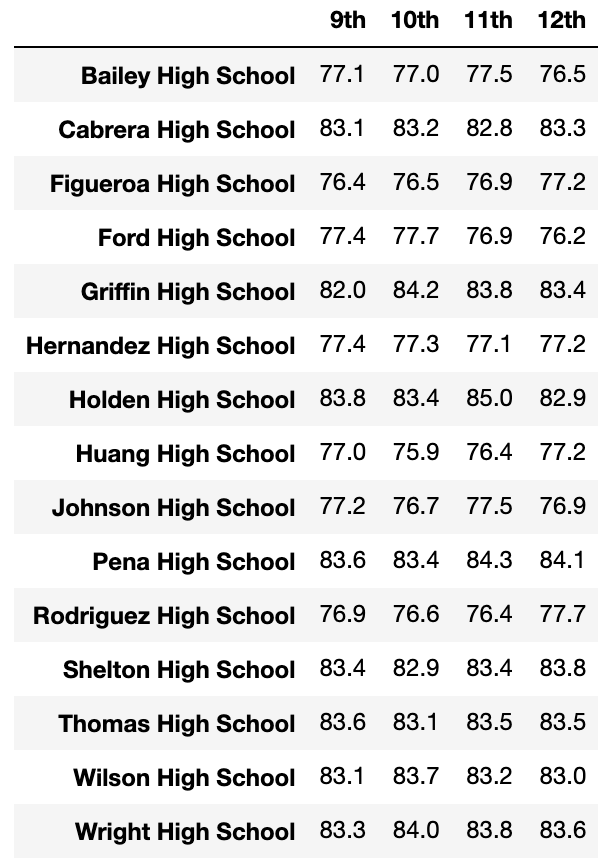 9th 10th 11th 12th
Bailey High School 77.1 77.0 77.5 76.5
Cabrera High School 83.1 83.2 82.8 83.3
Figueroa High School 76.4 76.5 76.9 77.2
Ford High School 77.4 77.7 76.9 76.2
Griffin High School 82.0 84.2 83.8 83.4
Hernandez High School 77.4 77.3 77.1 77.2
Holden High School 83.8 83.4 85.0 82.9
Huang High School 77.0 75.9 76.4 77.2
Johnson High School 77.2 76.7 77.5 76.9
Pena High School 83.6 83.4 84.3 84.1
Rodriguez High School 76.9 76.6 76.4 77.7
Shelton High School 83.4 82.9 83.4 83.8
Thomas High School 83.6 83.1 83.5 83.5
Wilson High School 83.1 83.7 83.2 83.0
Wright High School 83.3 84.0 83.8 83.6